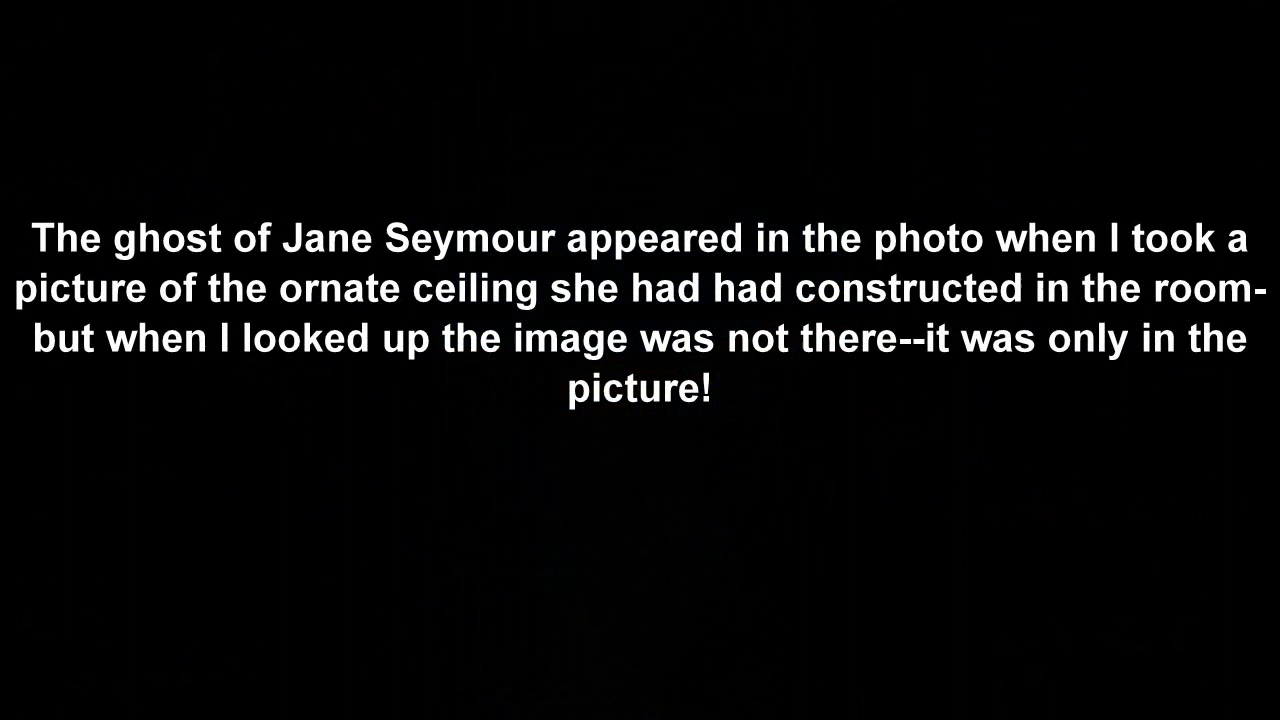 The ghost of Jane Seymour appeared in the photo when I took a
picture of the ornate ceiling she had had constructed in the room-
but when I looked up the image was not there--it was only in the
picture!